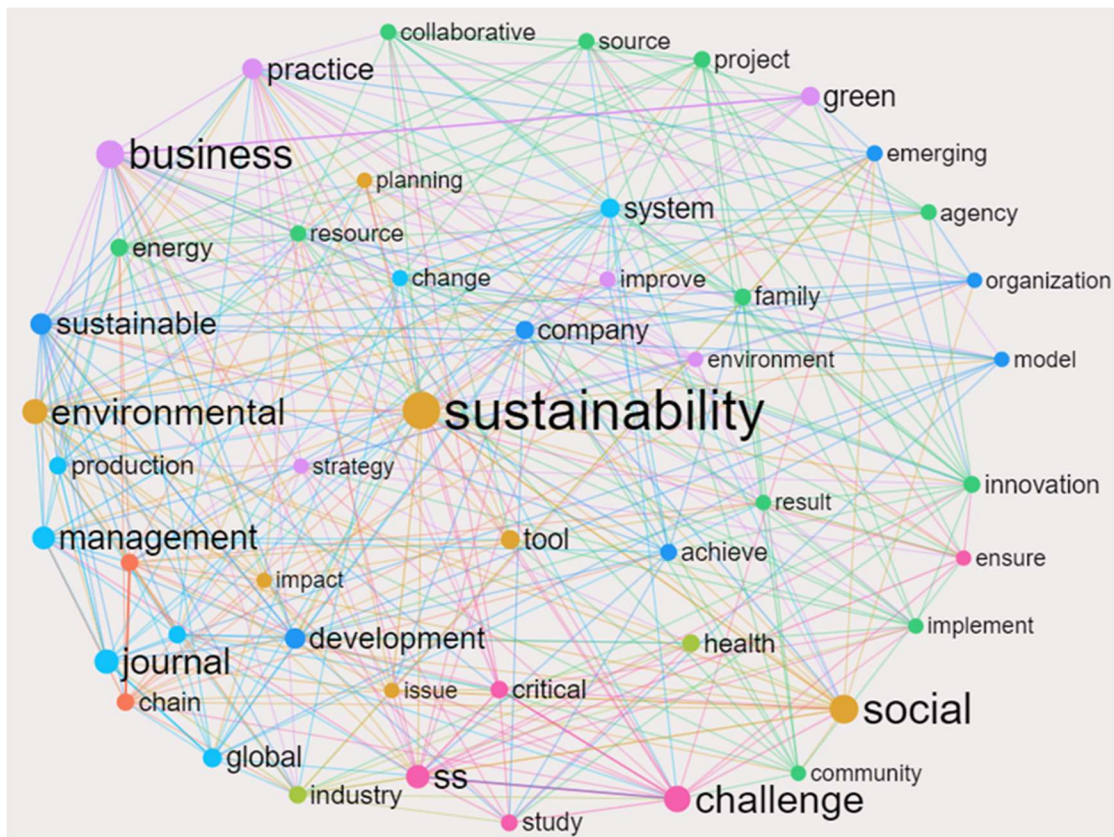 collaborative
source
project
practice
green
business
emerging
planning
system
agency
resource
energy
change
improve
organization
family
sustainable
company
environment
model
environmental
sustainability
production
strategy
innovation
result
management
tool
achieve
ensure
impact
implement
development
health
journal
issue
critical
chain
social
global
community
ss
industry
challenge
study